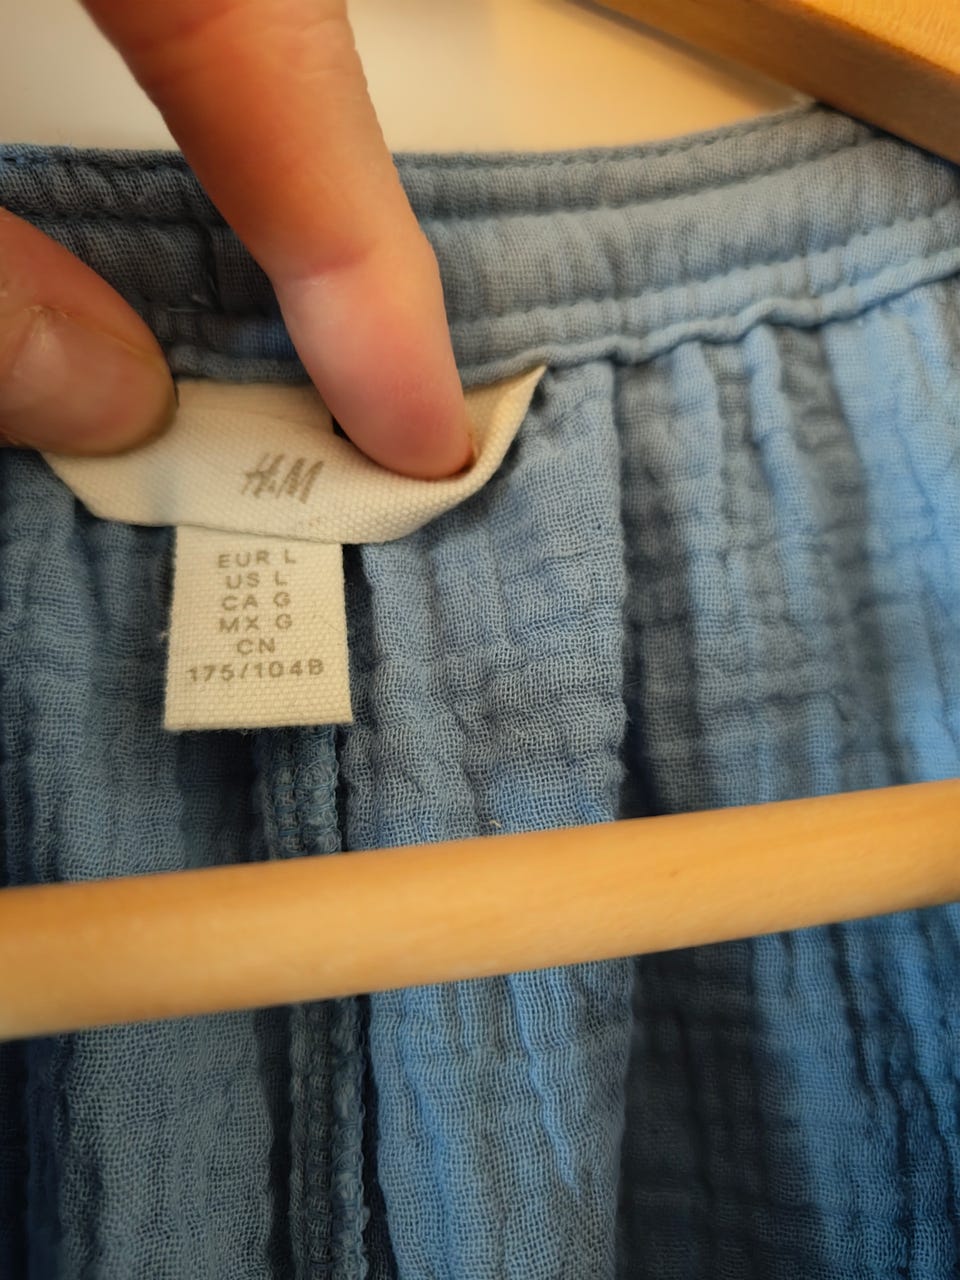 H&M
EUR L
US L
CA G
MX G
CN
175/104B